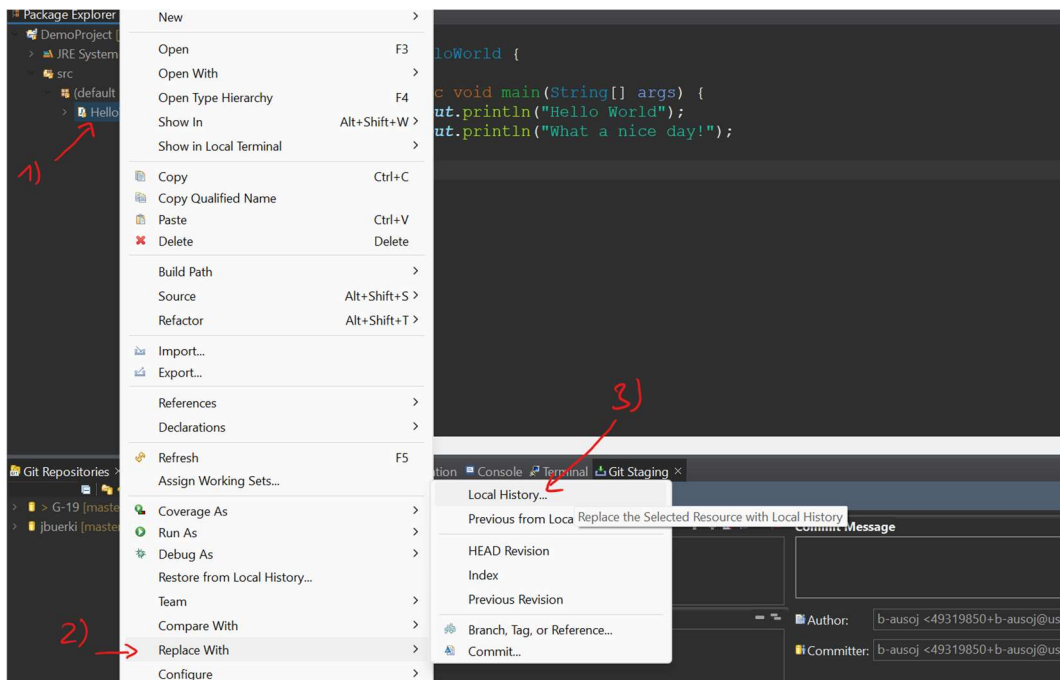 Package Explorer
DemoProject [
JRE System
src
(default
Hello
1)
New
Open F3
Open With
Open Type Hierarchy F4
Show In Alt+Shift+W
Show in Local Terminal
Copy Ctrl+C
Copy Qualified Name
Paste Ctrl+V
Delete Delete
Build Path
Source Alt+Shift+S
Refactor Alt+Shift+T
Import...
Export...
References
Declarations
Refresh F5
Assign Working Sets...
Coverage As
Run As
Debug As
Restore from Local History...
Team
Compare With
2)
Replace With
Configure
loWorld {
c void main(String[] args) {
ut.println("Hello World");
ut.println("What a nice day!");
3)
Git Repositories
> G-19 [maste
jbuerki [master
tion Console Terminal Git Staging
Local History...
Previous from Loca
Replace the Selected Resource with Local History
HEAD Revision
Index
Previous Revision
Branch, Tag, or Reference...
Commit...
Commit Message
Author: b-ausoj <49319850+b-ausoj@us
Committer: b-ausoj <49319850+b-ausoj@us